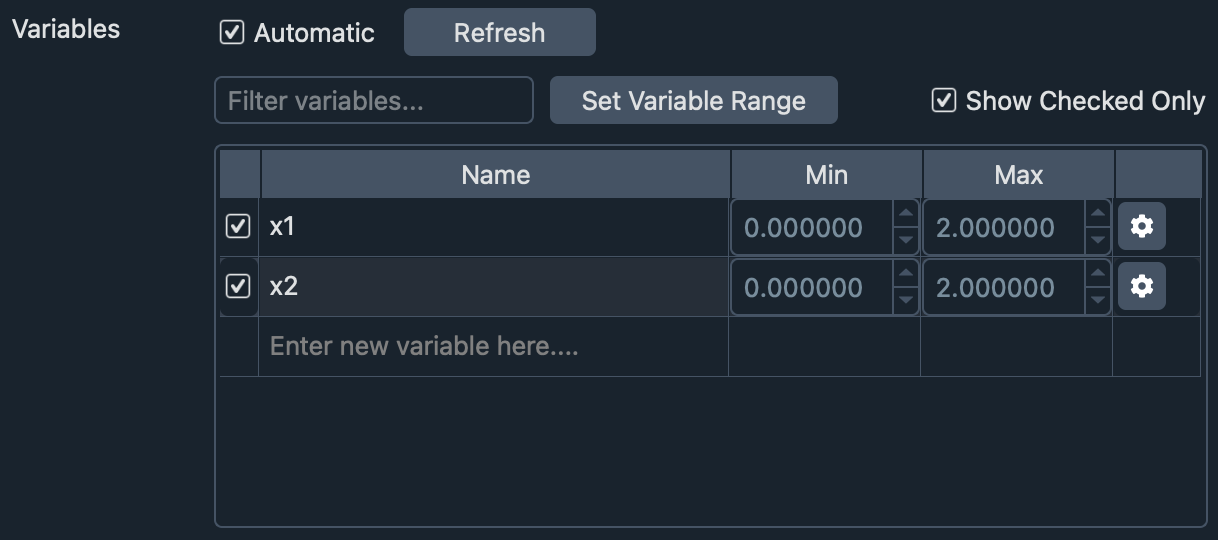 Variables Automatic Refresh
Filter variables... Set Variable Range Show Checked Only
Name Min Max
x1 0.000000 2.000000
x2 0.000000 2.000000
Enter new variable here....